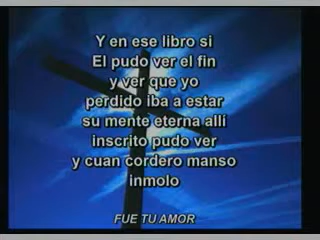 Y en ese libro si
El pudo ver el fin
y ver que yo
perdido iba a estar
su mente eterna allí
inscrito pudo ver
y cuan cordero manso
inmolo
FUE TU AMOR